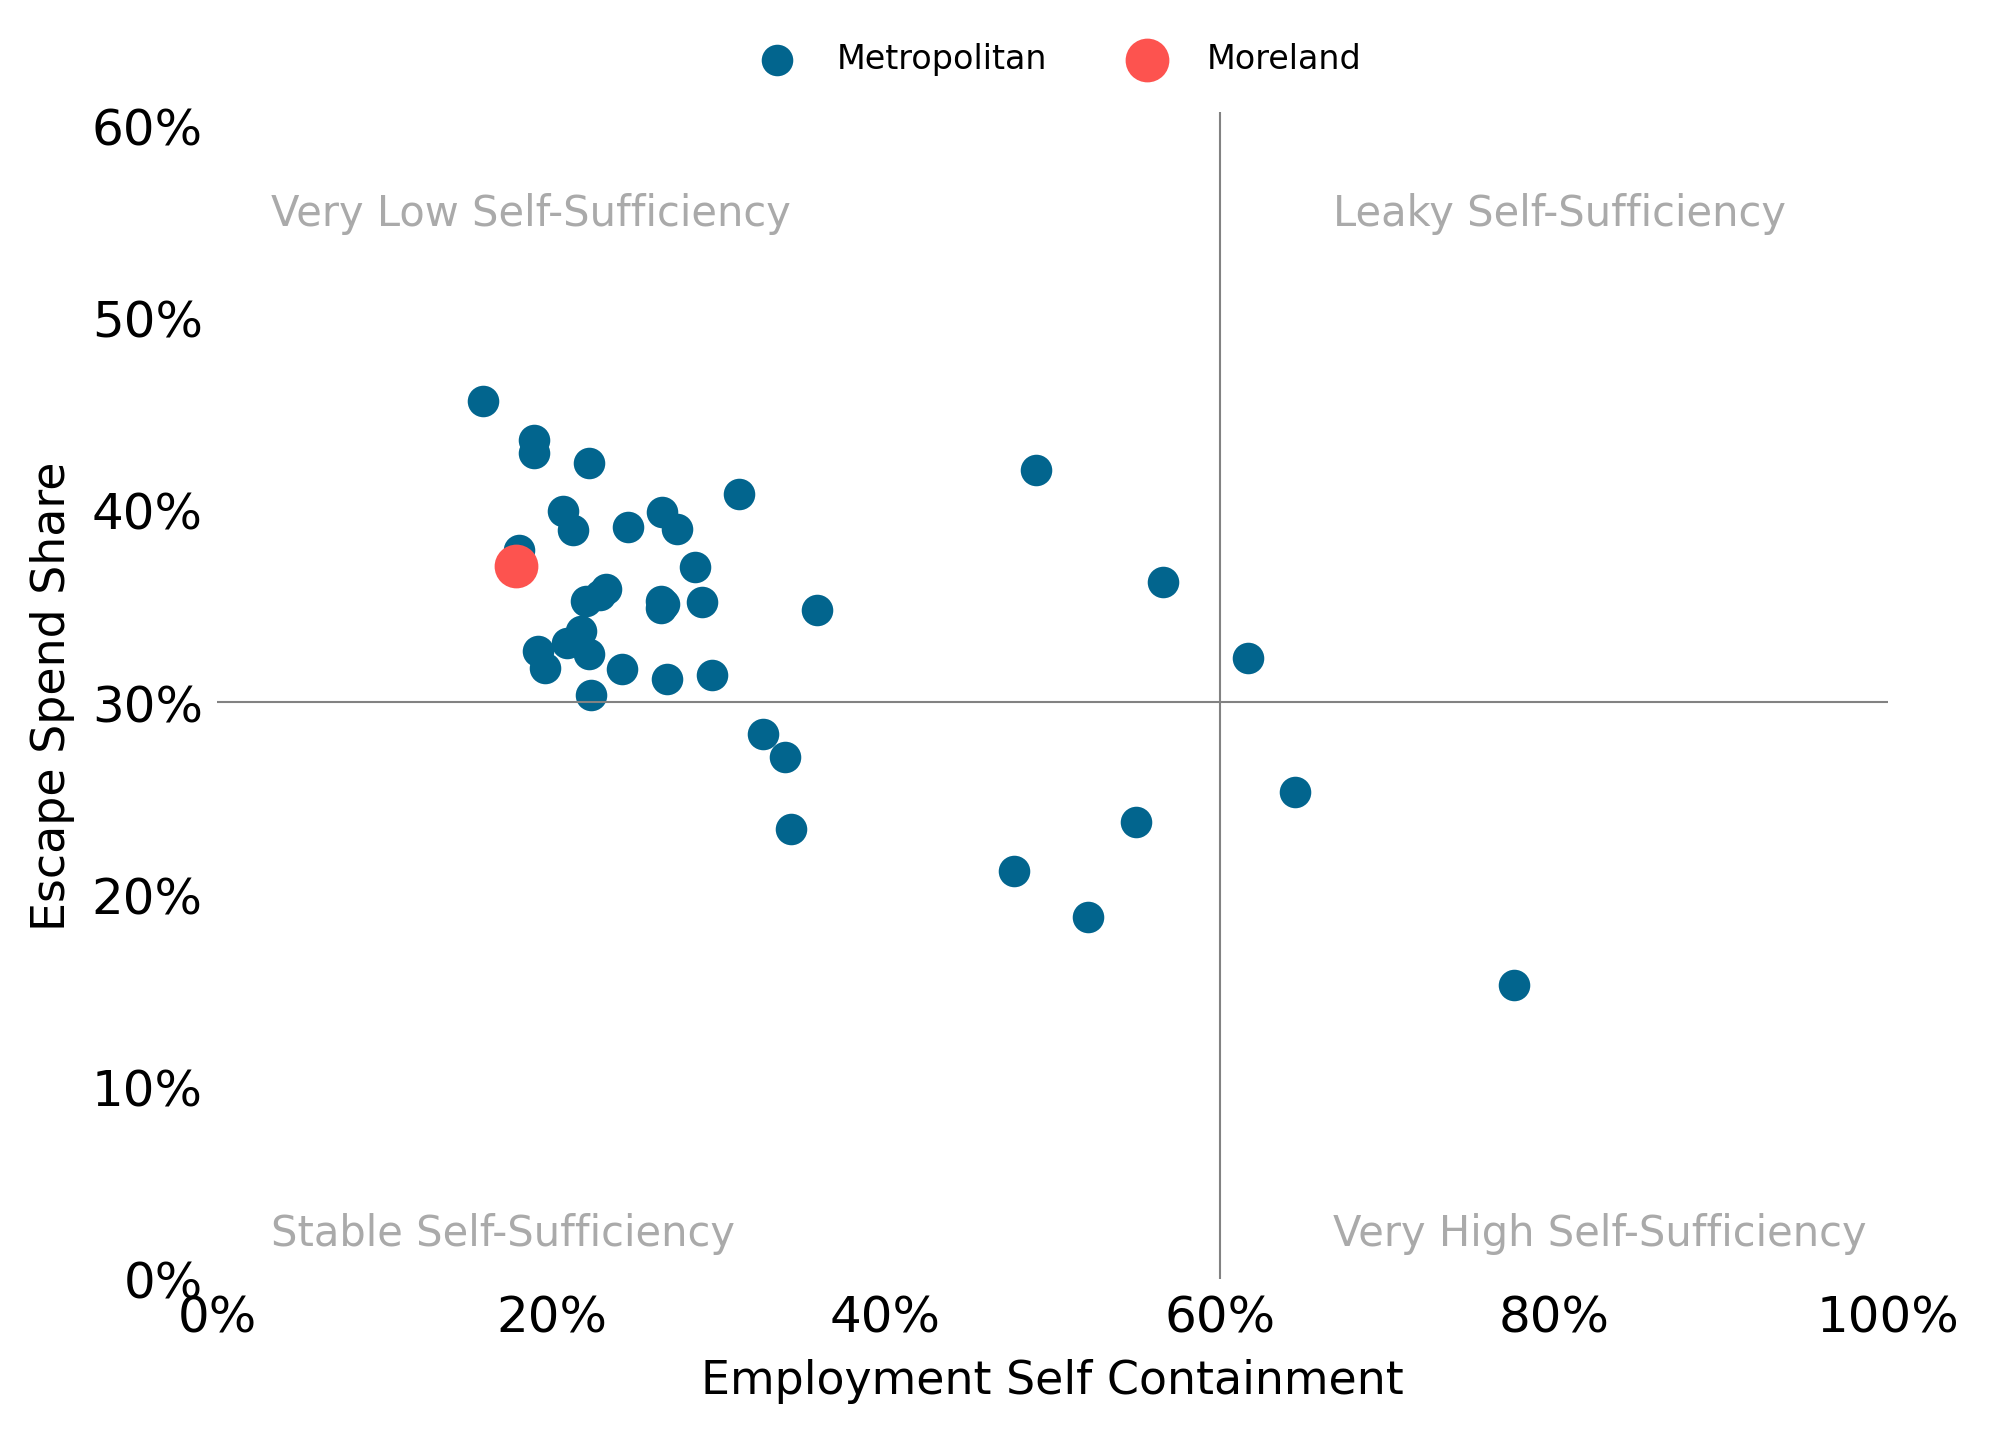 Metropolitan Moreland
60%
Very Low Self-Sufficiency Leaky Self-Sufficiency
50%
40%
Escape Spend Share
30%
20%
10%
Stable Self-Sufficiency Very High Self-Sufficiency
0%
0% 20% 40% 60% 80% 100%
Employment Self Containment